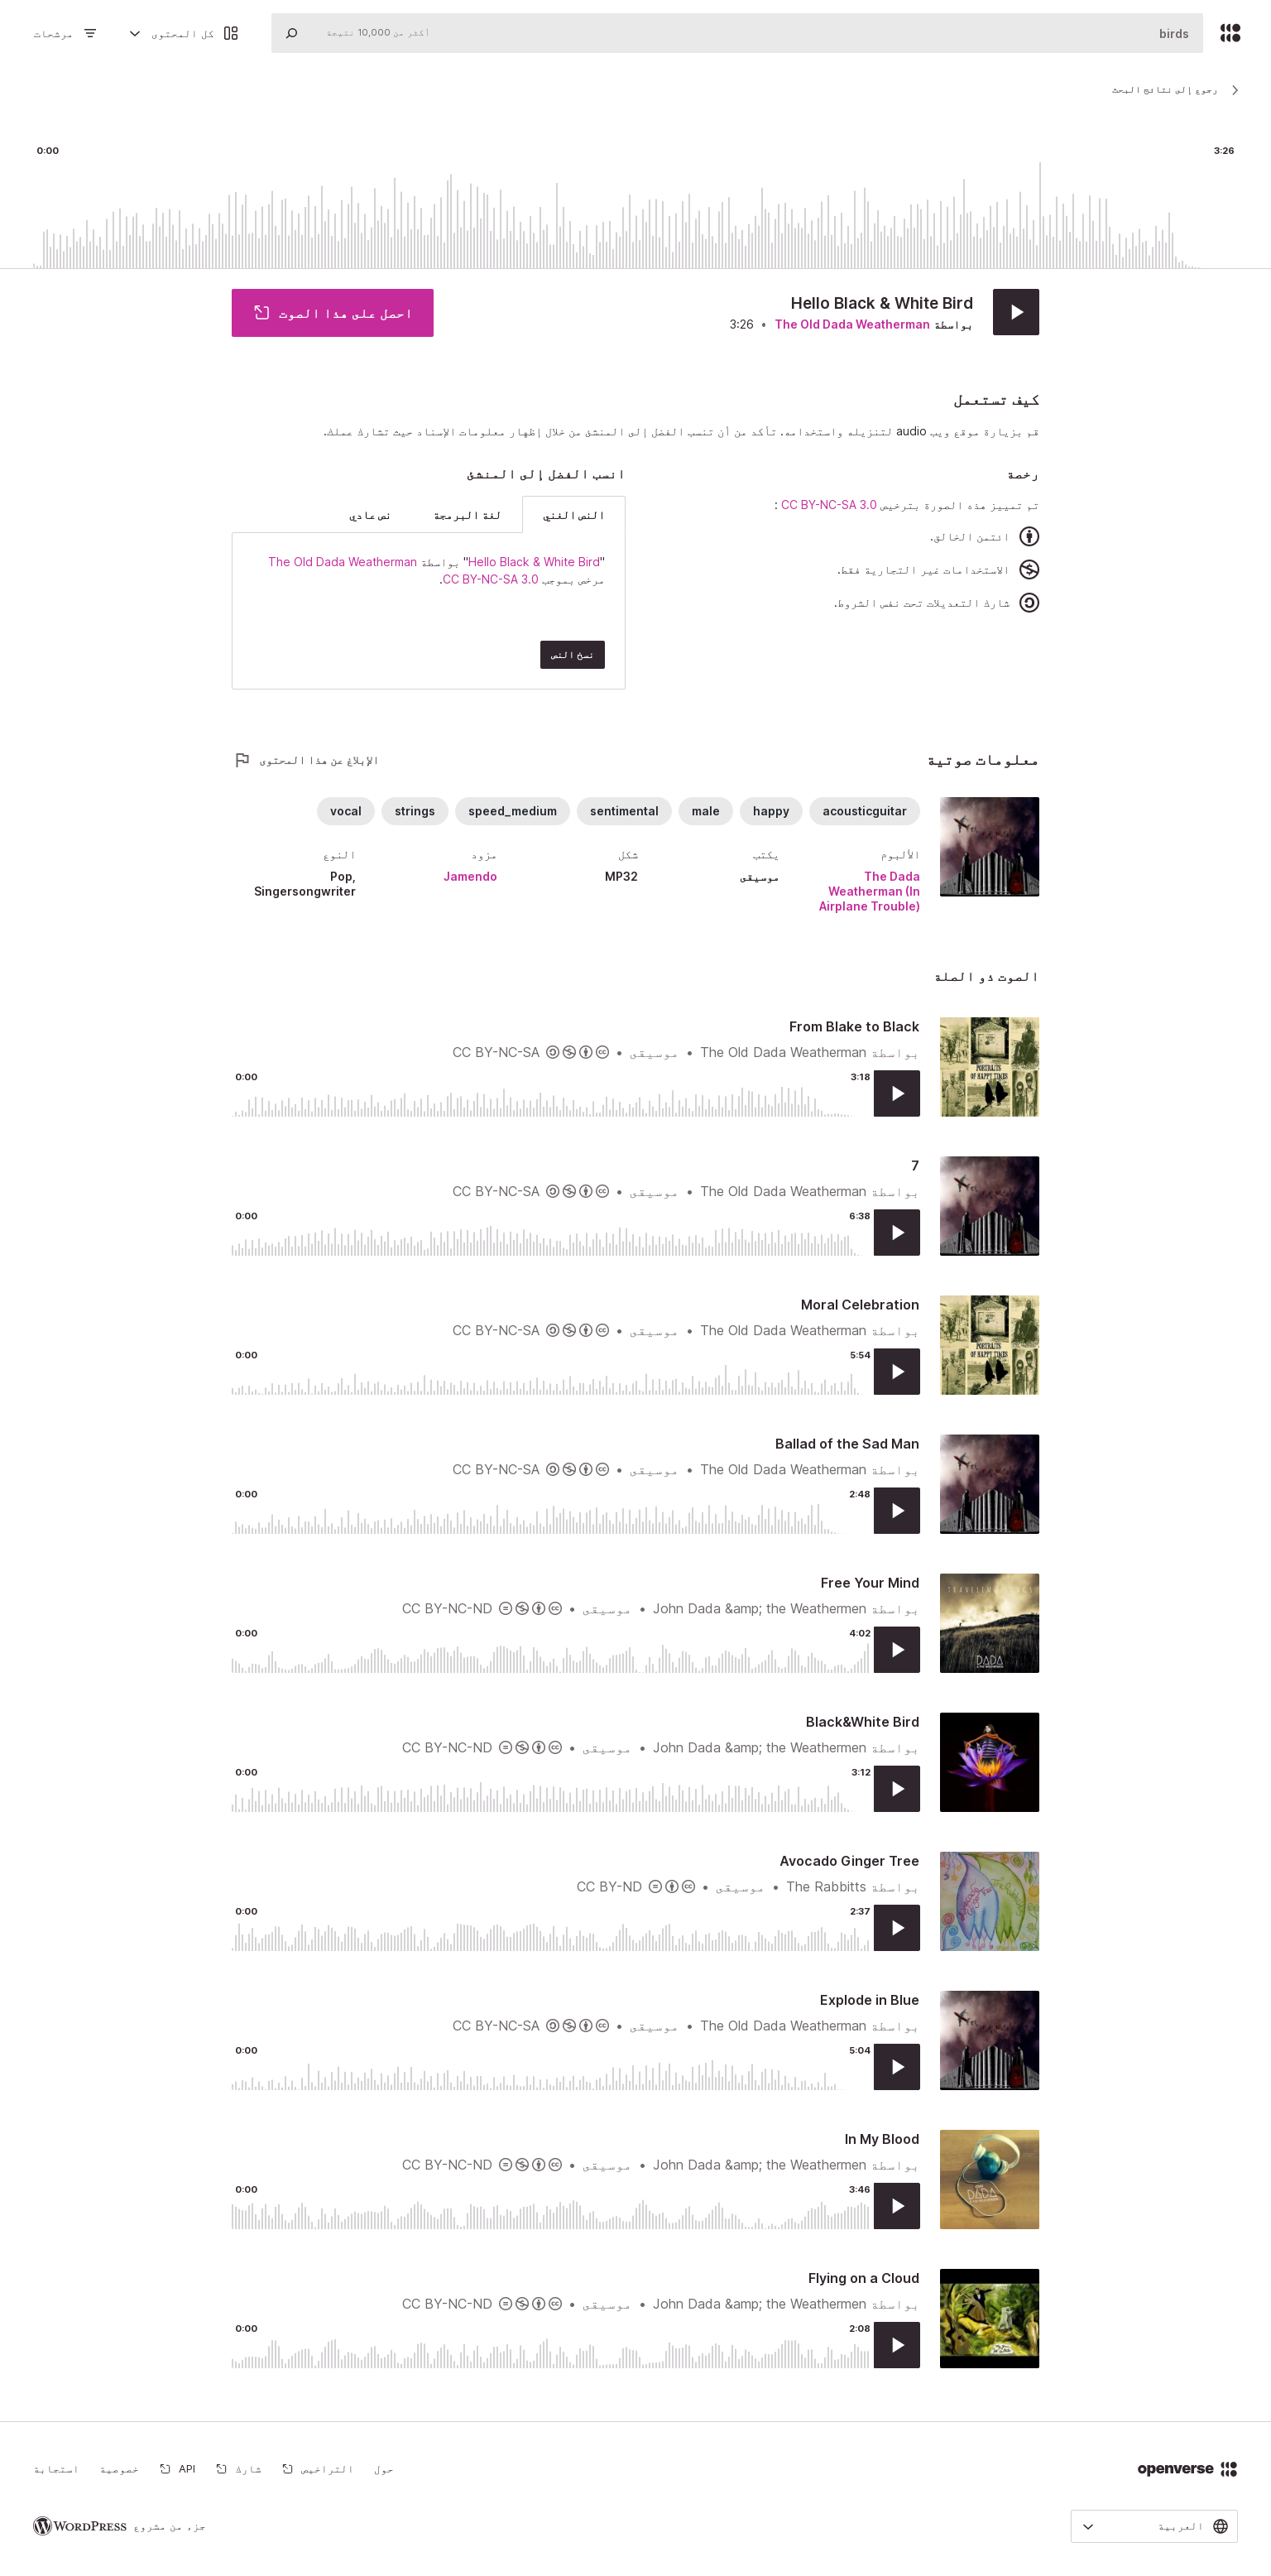 birds
أكثر من 10,000 نتيجة
كل المحتوى
مرشحات
رجوع إلى نتائج البحث
3:26
0:00
Hello Black & White Bird
بواسطة The Old Dada Weatherman • 3:26
احصل على هذا الصوت
كيف تستعمل
قم بزيارة موقع ويب audio لتنزيله واستخدامه. تأكد من أن تنسب الفضل إلى المنشئ من خلال إظهار معلومات الإسناد حيث تشارك عملك.
رخصة
تم تمييز هذه الصورة بترخيص CC BY-NC-SA 3.0 :
ائتمن الخالق.
الاستخدامات غير التجارية فقط.
شارك التعديلات تحت نفس الشروط.
انسب الفضل إلى المنشئ
النص الغني
لغة البرمجة
نص عادي
"Hello Black & White Bird" بواسطة The Old Dada Weatherman
مرخص بموجب CC BY-NC-SA 3.0.
نسخ النص
معلومات صوتية
الإبلاغ عن هذا المحتوى
acousticguitar
happy
male
sentimental
speed_medium
strings
vocal
الألبوم
The Dada
Weatherman (In
Airplane Trouble)
يكتب
موسيقى
شكل
MP32
مزود
Jamendo
النوع
Pop,
Singersongwriter
الصوت ذو الصلة
From Blake to Black
بواسطة The Old Dada Weatherman • موسيقى • CC BY-NC-SA
3:18
0:00
PORTRAITS
OF HAPPY TIMES
7
بواسطة The Old Dada Weatherman • موسيقى • CC BY-NC-SA
6:38
0:00
Moral Celebration
بواسطة The Old Dada Weatherman • موسيقى • CC BY-NC-SA
5:54
0:00
PORTRAITS
OF HAPPY TIMES
Ballad of the Sad Man
بواسطة The Old Dada Weatherman • موسيقى • CC BY-NC-SA
2:48
0:00
Free Your Mind
بواسطة John Dada &amp; the Weathermen • موسيقى • CC BY-NC-ND
4:02
0:00
DADA
Black&White Bird
بواسطة John Dada &amp; the Weathermen • موسيقى • CC BY-NC-ND
3:12
0:00
Avocado Ginger Tree
بواسطة The Rabbitts • موسيقى • CC BY-ND
2:37
0:00
Explode in Blue
بواسطة The Old Dada Weatherman • موسيقى • CC BY-NC-SA
5:04
0:00
In My Blood
بواسطة John Dada &amp; the Weathermen • موسيقى • CC BY-NC-ND
3:46
0:00
DADA
Flying on a Cloud
بواسطة John Dada &amp; the Weathermen • موسيقى • CC BY-NC-ND
2:08
0:00
openverse
حول
التراخيص
شارك
API
خصوصية
استجابة
العربية
جزء من مشروع WORDPRESS